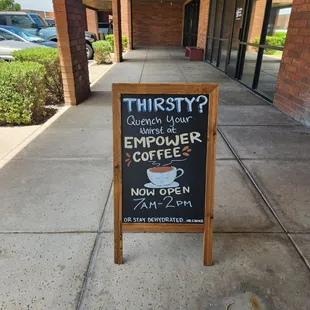 THIRSTY?
Quench Your
thirst at
EMPOWER
COFFEE
NOW OPEN
7AM-2PM
OR STAY DEHYDRATED.